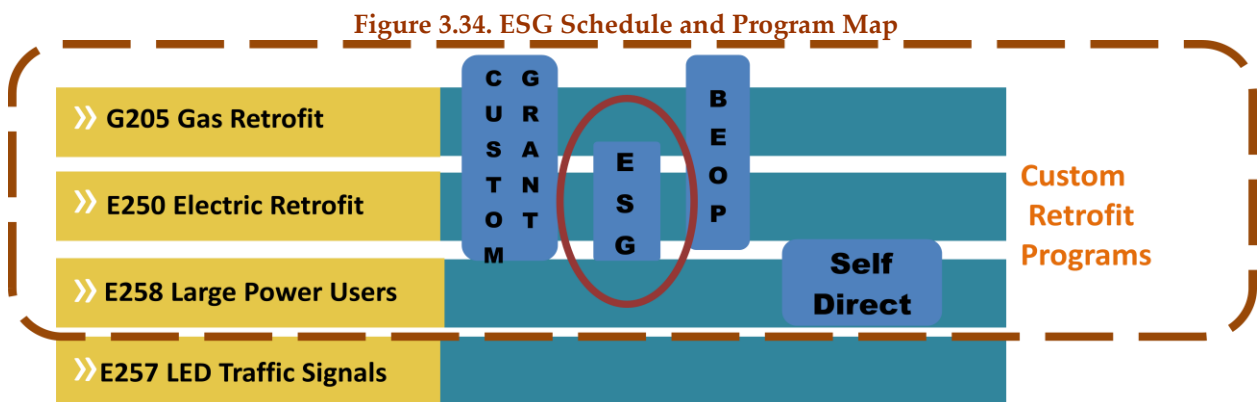 Figure 3.34. ESG Schedule and Program Map
» G205 Gas Retrofit
» E250 Electric Retrofit
» E258 Large Power Users
» E257 LED Traffic Signals
CUSTOM
GRANT
ESG
BEOP
Self
Direct
Custom
Retrofit
Programs